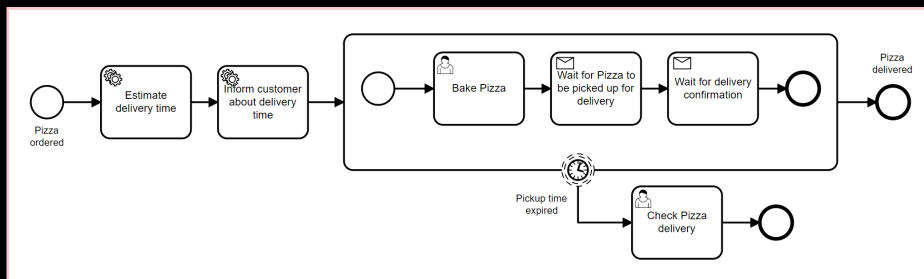 Pizza
ordered
Estimate
delivery time
Inform customer
about delivery
time
Bake Pizza
Wait for Pizza to
be picked up for
delivery
Wait for delivery
confirmation
Pizza
delivered
Pickup time
expired
Check Pizza
delivery